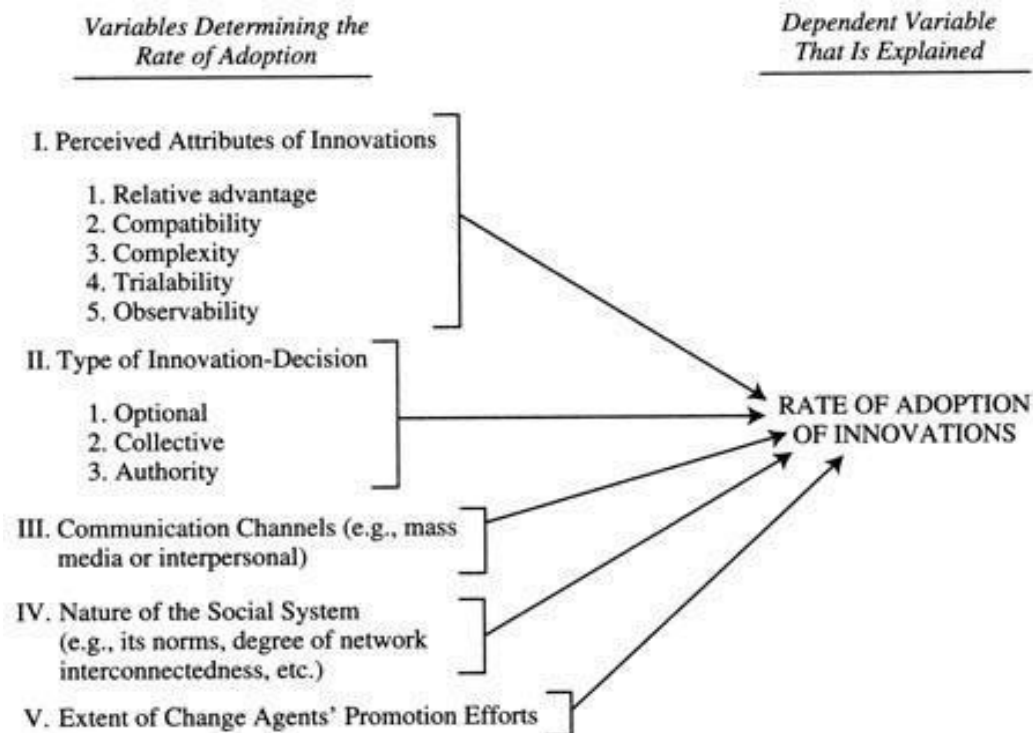 Variables Determining the
Rate of Adoption
Dependent Variable
That Is Explained
I. Perceived Attributes of Innovations
1. Relative advantage
2. Compatibility
3. Complexity
4. Trialability
5. Observability
II. Type of Innovation-Decision
1. Optional
2. Collective
3. Authority
III. Communication Channels (e.g., mass
media or interpersonal)
IV. Nature of the Social System
(e.g., its norms, degree of network
interconnectedness, etc.)
V. Extent of Change Agents' Promotion Efforts
RATE OF ADOPTION
OF INNOVATIONS